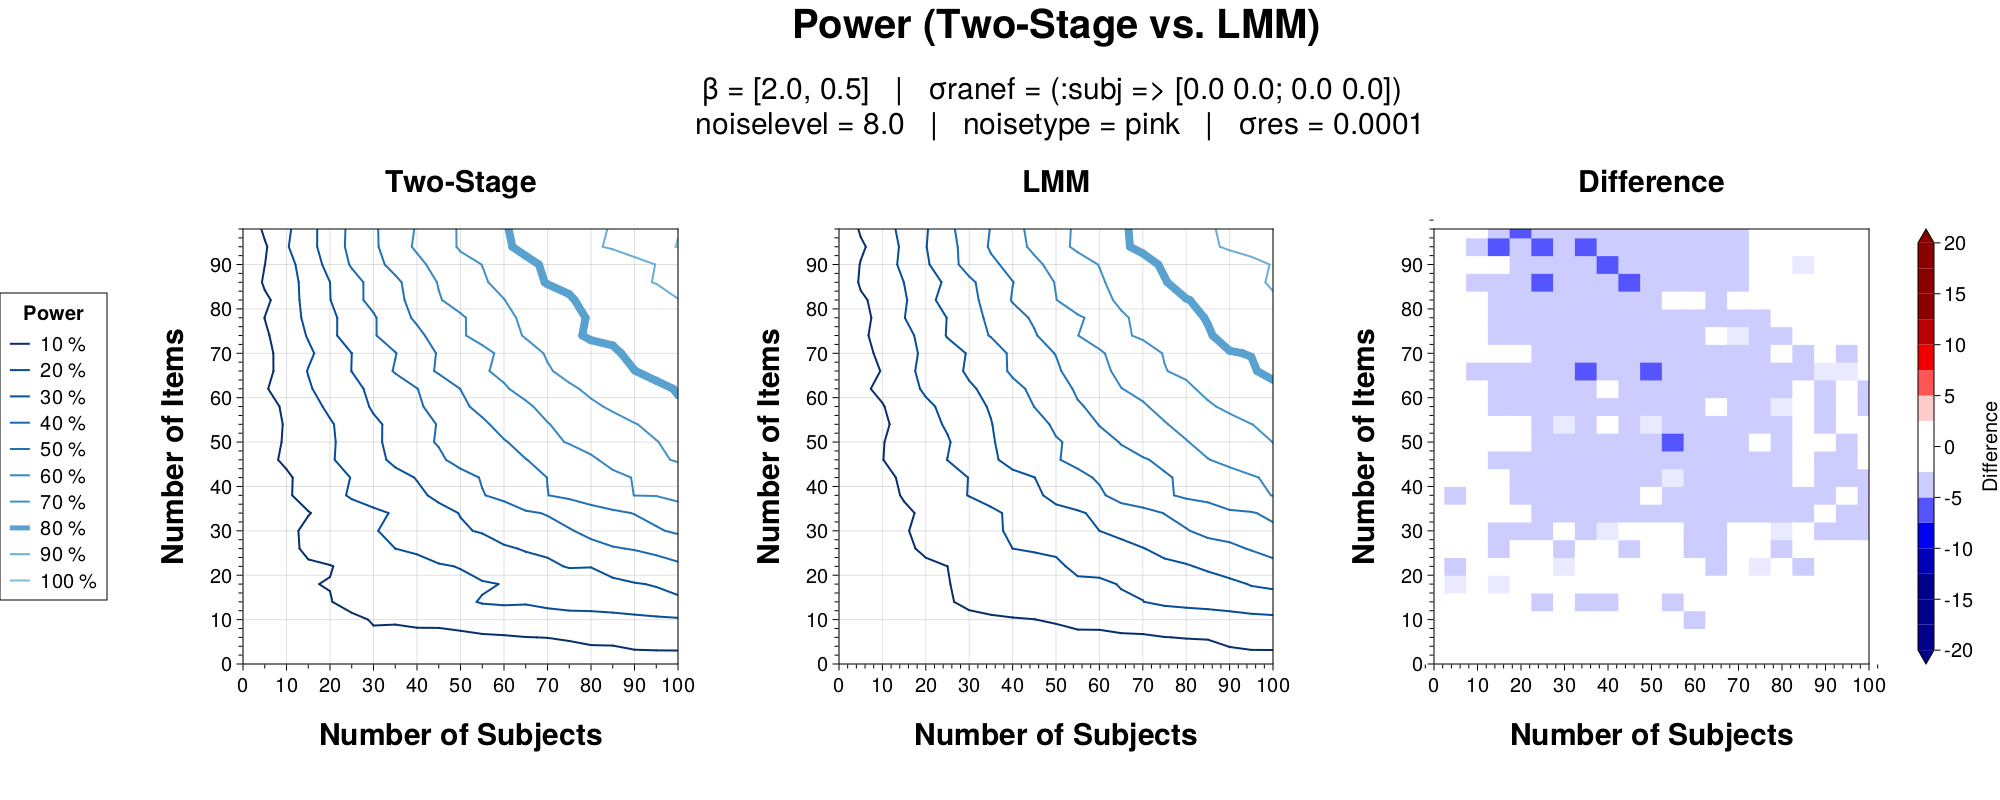 Power (Two-Stage vs. LMM)
β = [2.0, 0.5] | σranef = (:subj => [0.0 0.0; 0.0 0.0])
noiselevel = 8.0 | noisetype = pink | σres = 0.0001
Power
10 %
20 %
30 %
40 %
50 %
60 %
70 %
80 %
90 %
100 %
Two-Stage
Number of Items
90
80
70
60
50
40
30
20
10
0
0 10 20 30 40 50 60 70 80 90 100
Number of Subjects
LMM
Number of Items
90
80
70
60
50
40
30
20
10
0
0 10 20 30 40 50 60 70 80 90 100
Number of Subjects
Difference
Number of Items
90
80
70
60
50
40
30
20
10
0
0 10 20 30 40 50 60 70 80 90 100
Number of Subjects
20
15
10
5
0
-5
-10
-15
-20
Difference